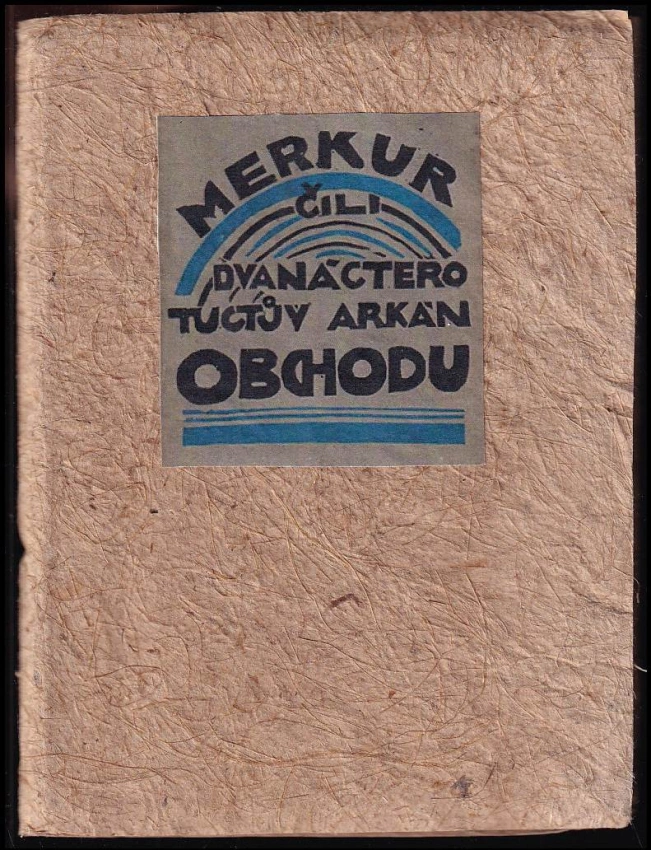 MERKUR
ČILI
DVANÁCTERO
TUCTŮV ARKÁN
OBCHODU